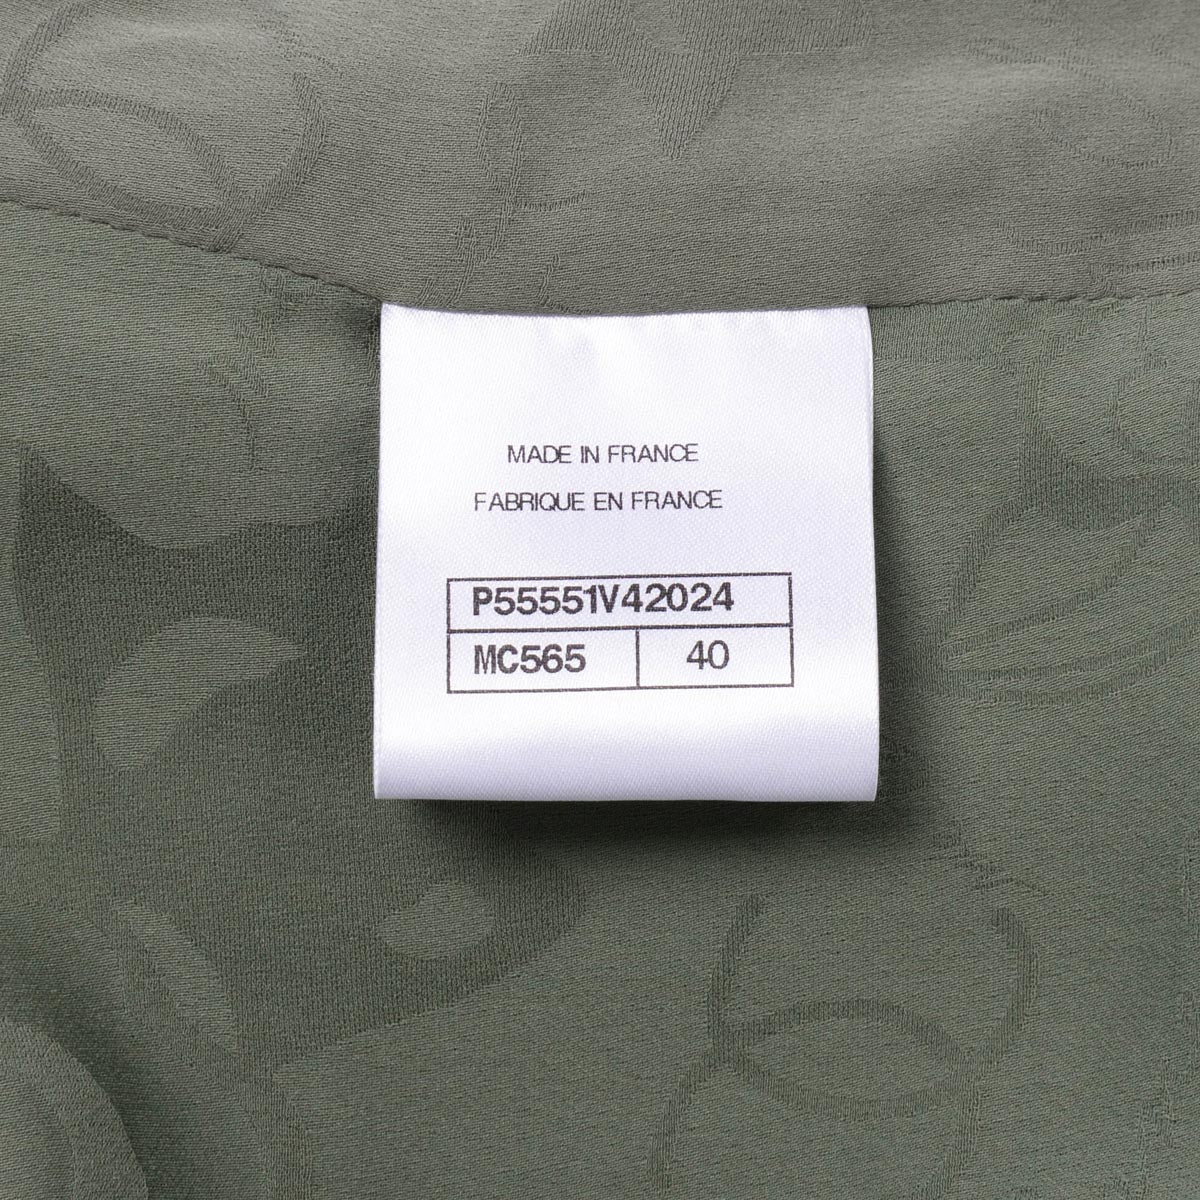 MADE IN FRANCE
FABRIQUE EN FRANCE
P55551V42024
MC565 40